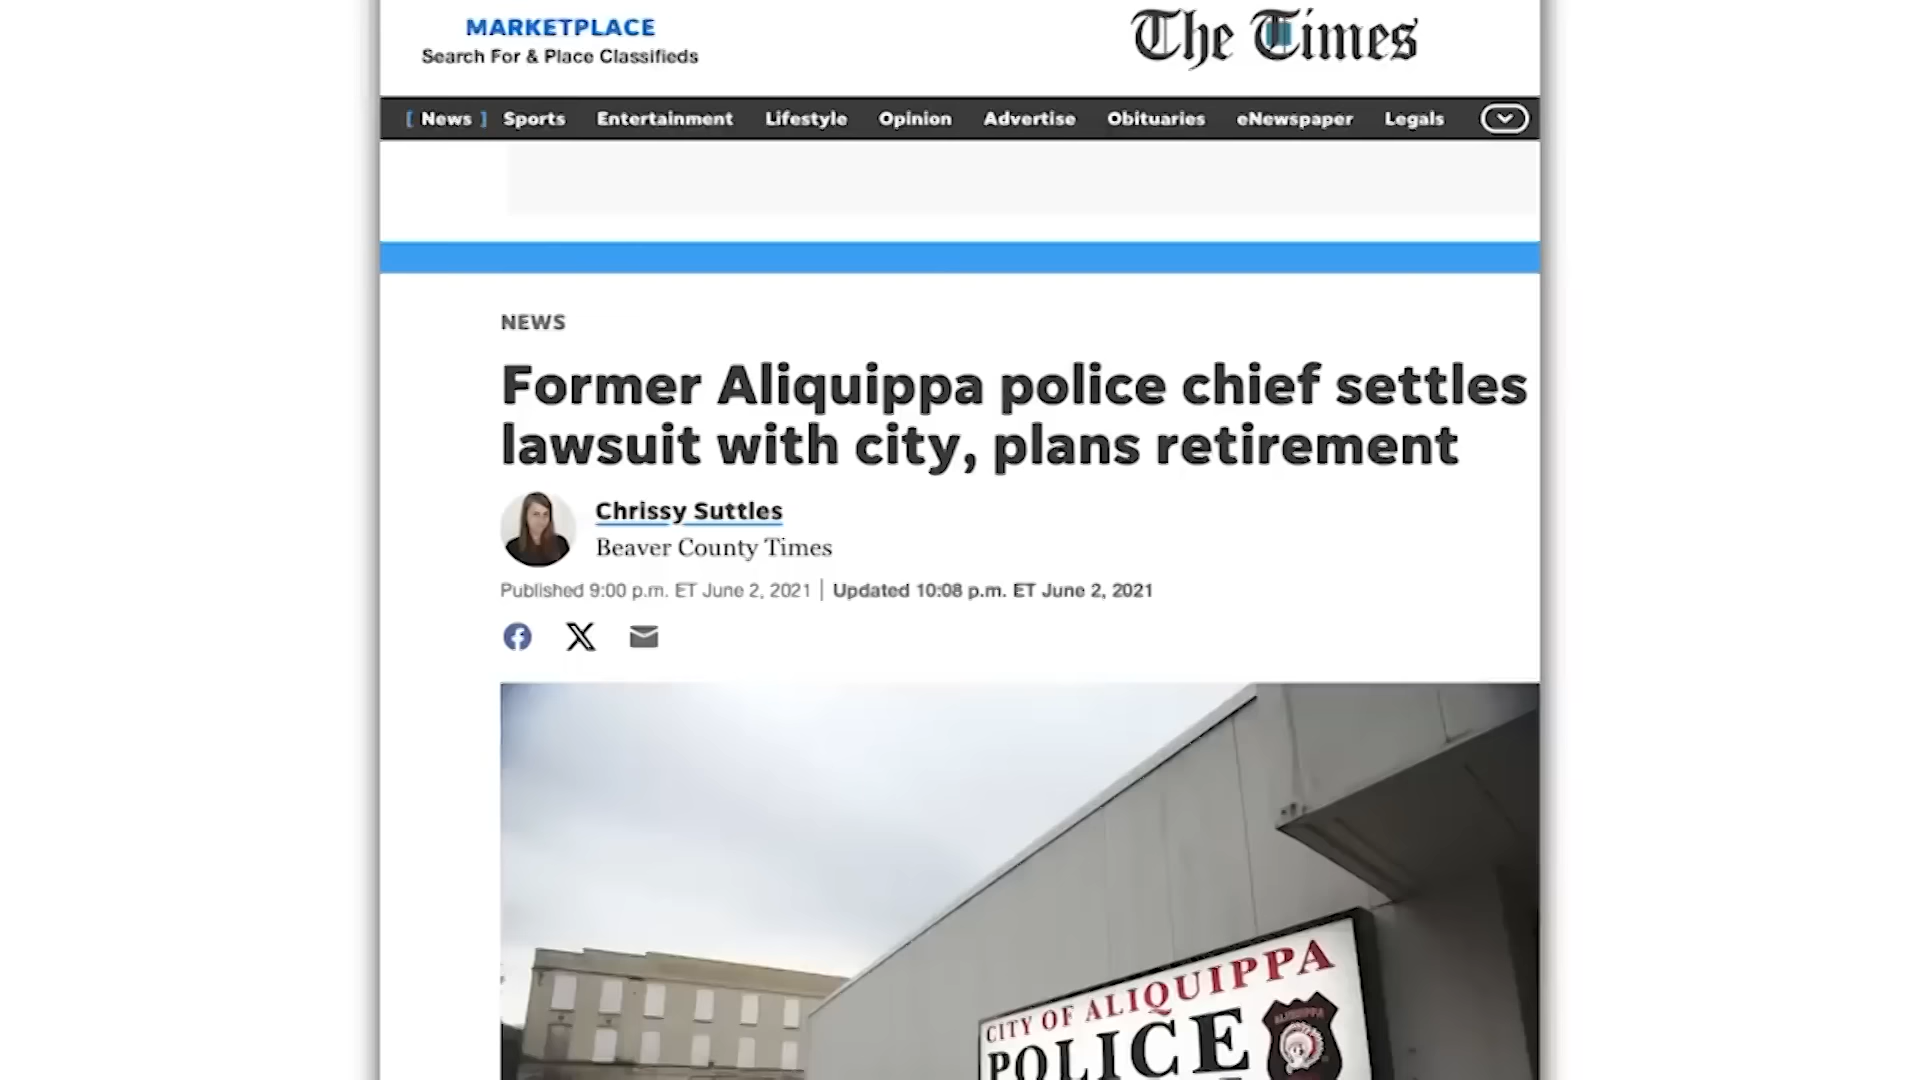 MARKETPLACE
Search For & Place Classifieds
The Times
[ News ] Sports Entertainment Lifestyle Opinion Advertise Obituaries eNewspaper Legals
NEWS
Former Aliquippa police chief settles
lawsuit with city, plans retirement
Chrissy Suttles
Beaver County Times
Published 9:00 p.m. ET June 2, 2021 | Updated 10:08 p.m. ET June 2, 2021
CITY OF ALIQUIPPA
POLICE
ALIQUIPPA